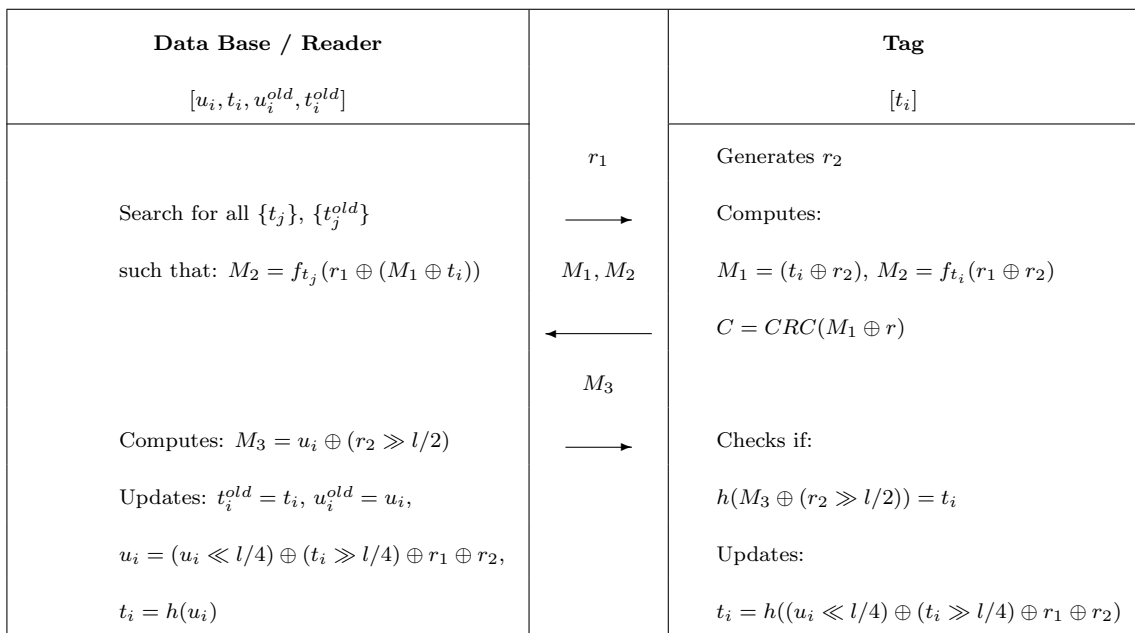 Data Base / Reader
[u_i, t_i, u_i^{old}, t_i^{old}]
Tag
[t_i]
r_1
Generates r_2
Search for all {t_j}, {t_j^{old}}
Computes:
such that: M_2 = f_{t_j}(r_1 ⊕ (M_1 ⊕ t_i))
M_1, M_2
M_1 = (t_i ⊕ r_2), M_2 = f_{t_i}(r_1 ⊕ r_2)
C = CRC(M_1 ⊕ r)
M_3
Computes: M_3 = u_i ⊕ (r_2 ≫ l/2)
Checks if:
Updates: t_i^{old} = t_i, u_i^{old} = u_i,
h(M_3 ⊕ (r_2 ≫ l/2)) = t_i
u_i = (u_i ≪ l/4) ⊕ (t_i ≫ l/4) ⊕ r_1 ⊕ r_2,
Updates:
t_i = h(u_i)
t_i = h((u_i ≪ l/4) ⊕ (t_i ≫ l/4) ⊕ r_1 ⊕ r_2)